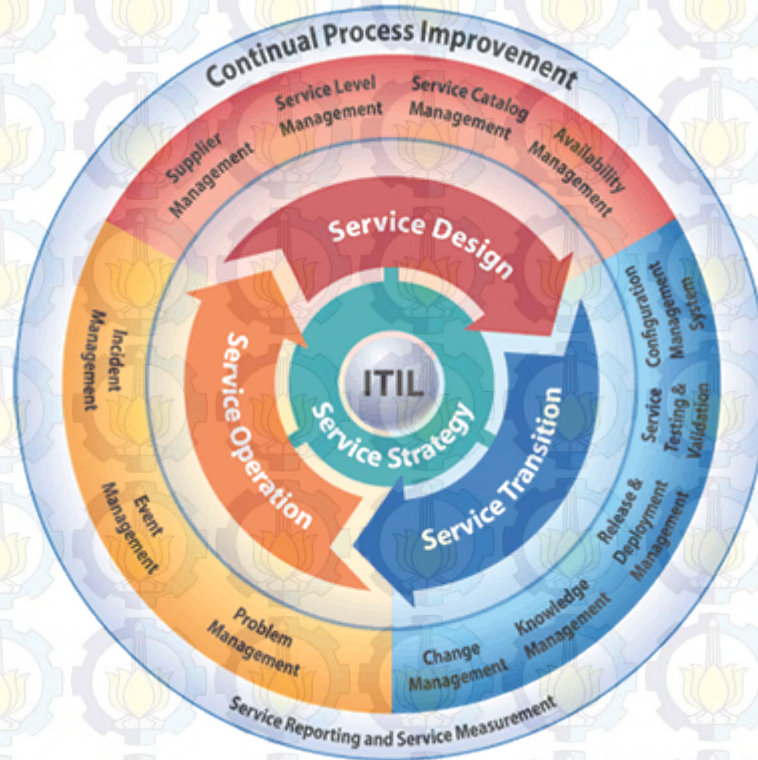 Continual Process Improvement
Supplier
Management
Service Level
Management
Service Catalog
Management
Availability
Management
Configuration
Management
System
Service
Testing &
Validation
Release &
Deployment
Management
Knowledge
Management
Change
Management
Problem
Management
Event
Management
Incident
Management
Service Design
Service Transition
Service Operation
Service Strategy
ITIL
Service Reporting and Service Measurement